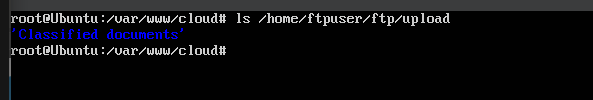 root@Ubuntu:/var/www/cloud# ls /home/ftpuser/ftp/upload
'Classified documents'
root@Ubuntu:/var/www/cloud#